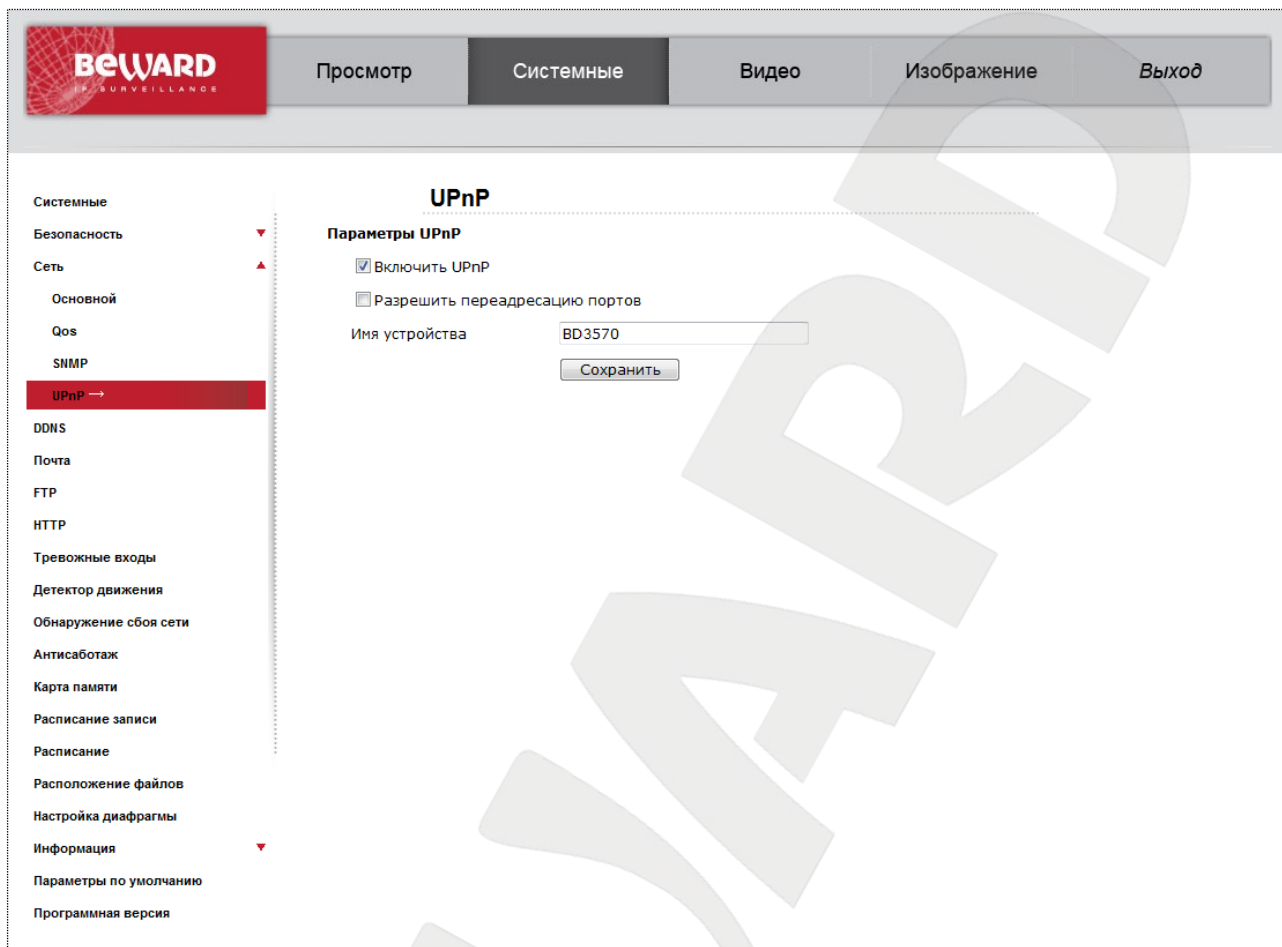 BEWARD
IP SURVEILLANCE
Просмотр
Системные
Видео
Изображение
Выход
Системные
Безопасность
Сеть
Основной
Qos
SNMP
UPnP →
DDNS
Почта
FTP
HTTP
Тревожные входы
Детектор движения
Обнаружение сбоя сети
Антисаботаж
Карта памяти
Расписание записи
Расписание
Расположение файлов
Настройка диафрагмы
Информация
Параметры по умолчанию
Программная версия
UPnP
Параметры UPnP
Включить UPnP
Разрешить переадресацию портов
Имя устройства BD3570
Сохранить